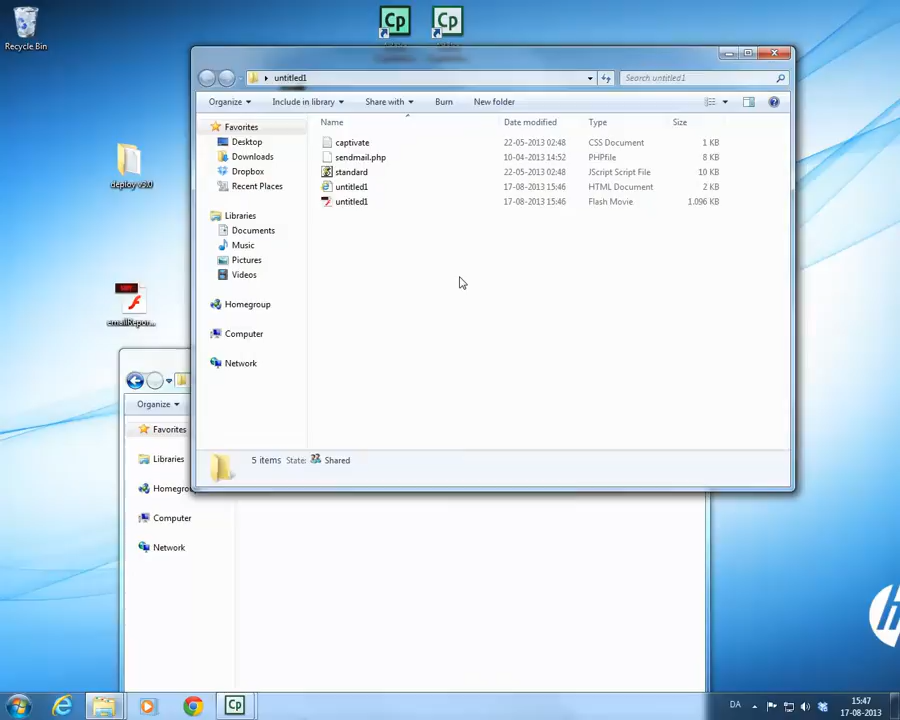 Cp
Cp
Recycle Bin
untitled1
Search untitled1
Organize
Include in library
Share with
Burn
New folder
Name
Date modified
Type
Size
Favorites
Desktop
Downloads
Dropbox
Recent Places
Libraries
Documents
Music
Pictures
Videos
Homegroup
Computer
Network
captivate 22-05-2013 02:48 CSS Document 1 KB
sendmail.php 10-04-2013 14:52 PHPfile 8 KB
standard 22-05-2013 02:48 JScript Script File 10 KB
untitled1 17-08-2013 15:46 HTML Document 2 KB
untitled1 17-08-2013 15:46 Flash Movie 1.096 KB
5 items State: Shared
deploy v3.0
emailRepor...
Organize
Favorites
Libraries
Homegrou
Computer
Network
hp
Cp
DA
15:47
17-08-2013